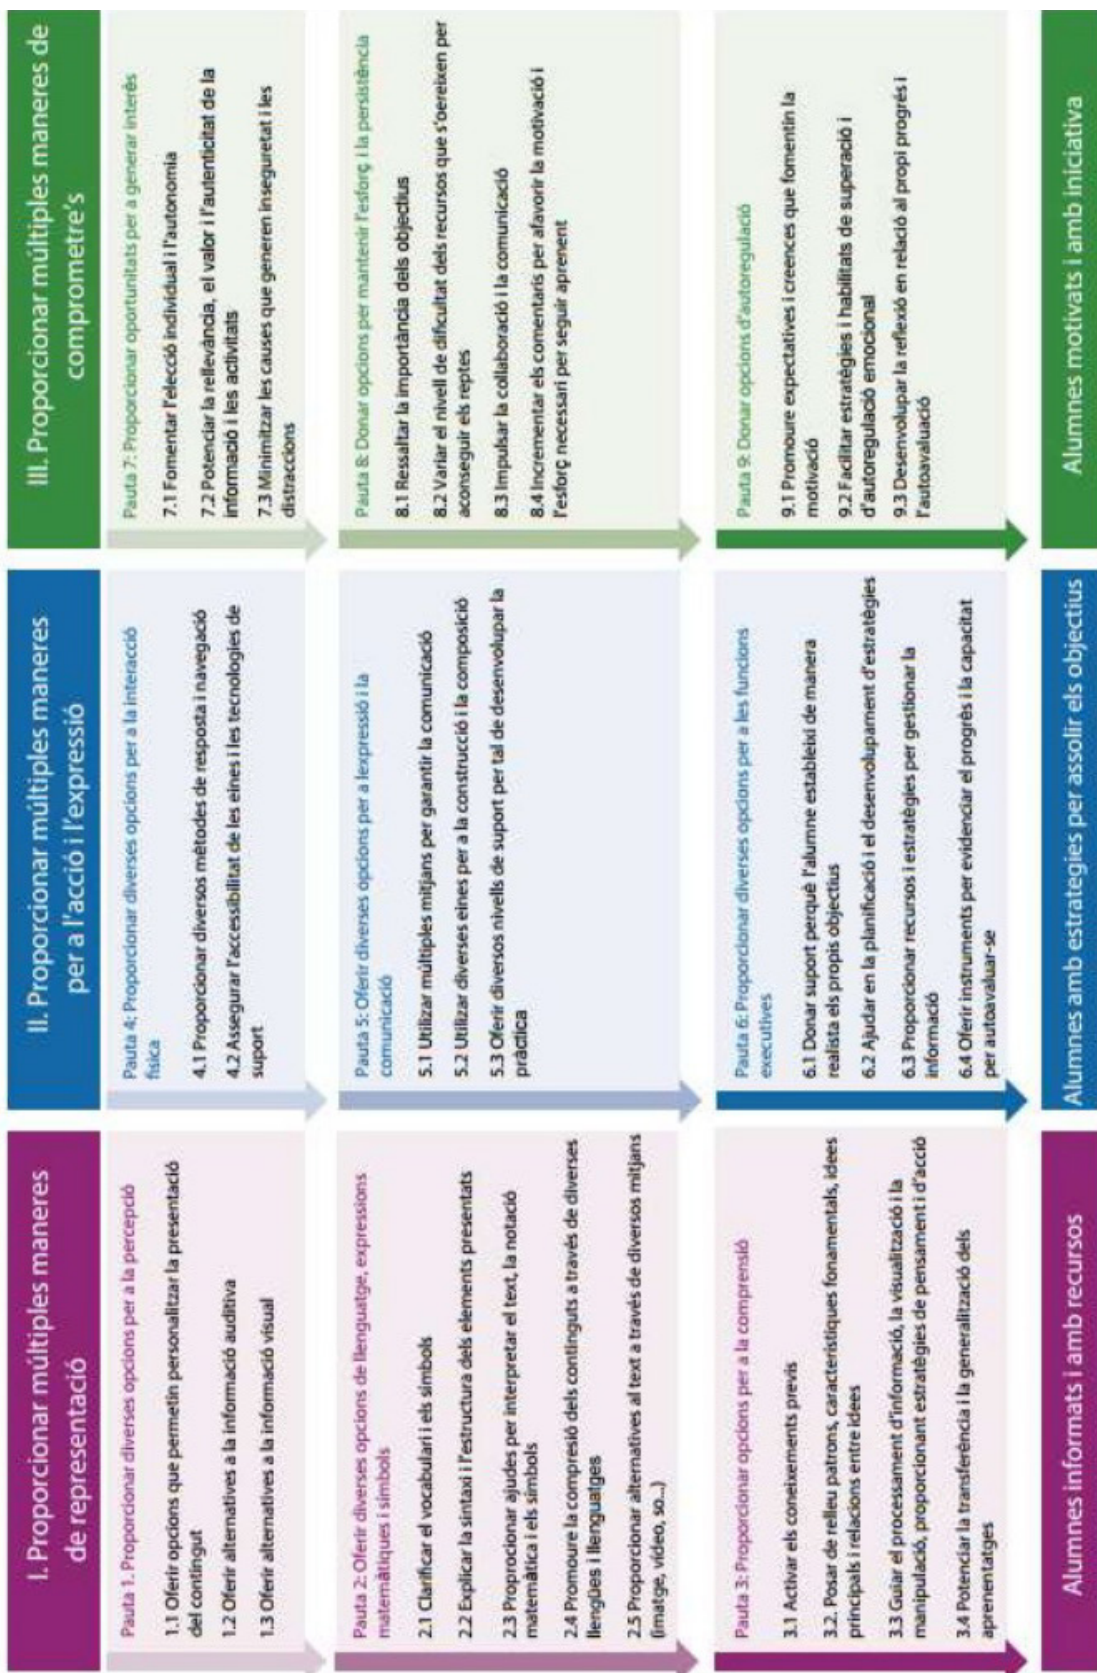 I. Proporcionar múltiples maneres
de representació
Pauta 1. Proporcionar diverses opcions per a la percepció
1.1 Oferir opcions que permetin personalitzar la presentació
del contingut
1.2 Oferir alternatives a la informació auditiva
1.3 Oferir alternatives a la informació visual
Pauta 2: Oferir diverses opcions de llenguatge, expressions
matemàtiques i símbols
2.1 Clarificar el vocabulari i els símbols
2.2 Explicar la sintaxi i l'estructura dels elements presentats
2.3 Proprocionar ajudes per interpretar el text, la notació
matemàtica i els símbols
2.4 Promoure la compresió dels continguts a través de diverses
llengües i llenguatges
2.5 Proporcionar alternatives al text a través de diversos mitjans
(imatge, vídeo, so...)
Pauta 3: Proporcionar opcions per a la comprensió
3.1 Activar els coneixements previs
3.2. Posar de relleu patrons, característiques fonamentals, idees
principals i relacions entre idees
3.3 Guiar el processament d'informació, la visualització i la
manipulació, proporcionant estratègies de pensament i d'acció
3.4 Potenciar la transferència i la generalització dels
aprenentatges
Alumnes informats i amb recursos
II. Proporcionar múltiples maneres
per a l'acció i l'expressió
Pauta 4: Proporcionar diverses opcions per a la interacció
física
4.1 Proporcionar diversos mètodes de resposta i navegació
4.2 Assegurar l'accessibilitat de les eines i les tecnologies de
suport
Pauta 5: Oferir diverses opcions per a lexpressió i la
comunicació
5.1 Utilizar múltiples mitjans per garantir la comunicació
5.2 Utilizar diverses eines per a la construcció i la composició
5.3 Oferir diversos nivells de suport per tal de desenvolupar la
pràctica
Pauta 6: Proporcionar diverses opcions per a les funcions
executives
6.1 Donar suport perquè l'alumne estableixi de manera
realista els propis objectius
6.2 Ajudar en la planificació i el desenvolupament d'estratègies
6.3 Proporcionar recursos i estratègies per gestionar la
informació
6.4 Oferir instruments per evidenciar el progrès i la capacitat
per autoavaluar-se
Alumnes amb estratègies per assolir els objectius
III. Proporcionar múltiples maneres de
comprometre's
Pauta 7: Proporcionar oportunitats per a generar interès
7.1 Fomentar l'elecció individual i l'autonomia
7.2 Potenciar la rellevància, el valor i l'autenticitat de la
informació i les activitats
7.3 Minimitzar les causes que generen inseguretat i les
distraccions
Pauta 8: Donar opcions per mantenir l'esforç i la persistència
8.1 Ressaltar la importància dels objectius
8.2 Variar el nivell de dificultat dels recursos que s'oereixen per
aconseguir els reptes
8.3 Impulsar la collaboració i la comunicació
8.4 Incrementar els comentaris per afavorir la motivació i
l'esforç necessari per seguir aprenent
Pauta 9: Donar opcions d'autoregulació
9.1 Promoure expectatives i creences que fomentin la
motivació
9.2 Facilitar estratègies i habilitats de superació i
d'autoregulació emocional
9.3 Desenvolupar la reflexió en relació al propi progrés i
l'autoavaluació
Alumnes motivats i amb iniciativa